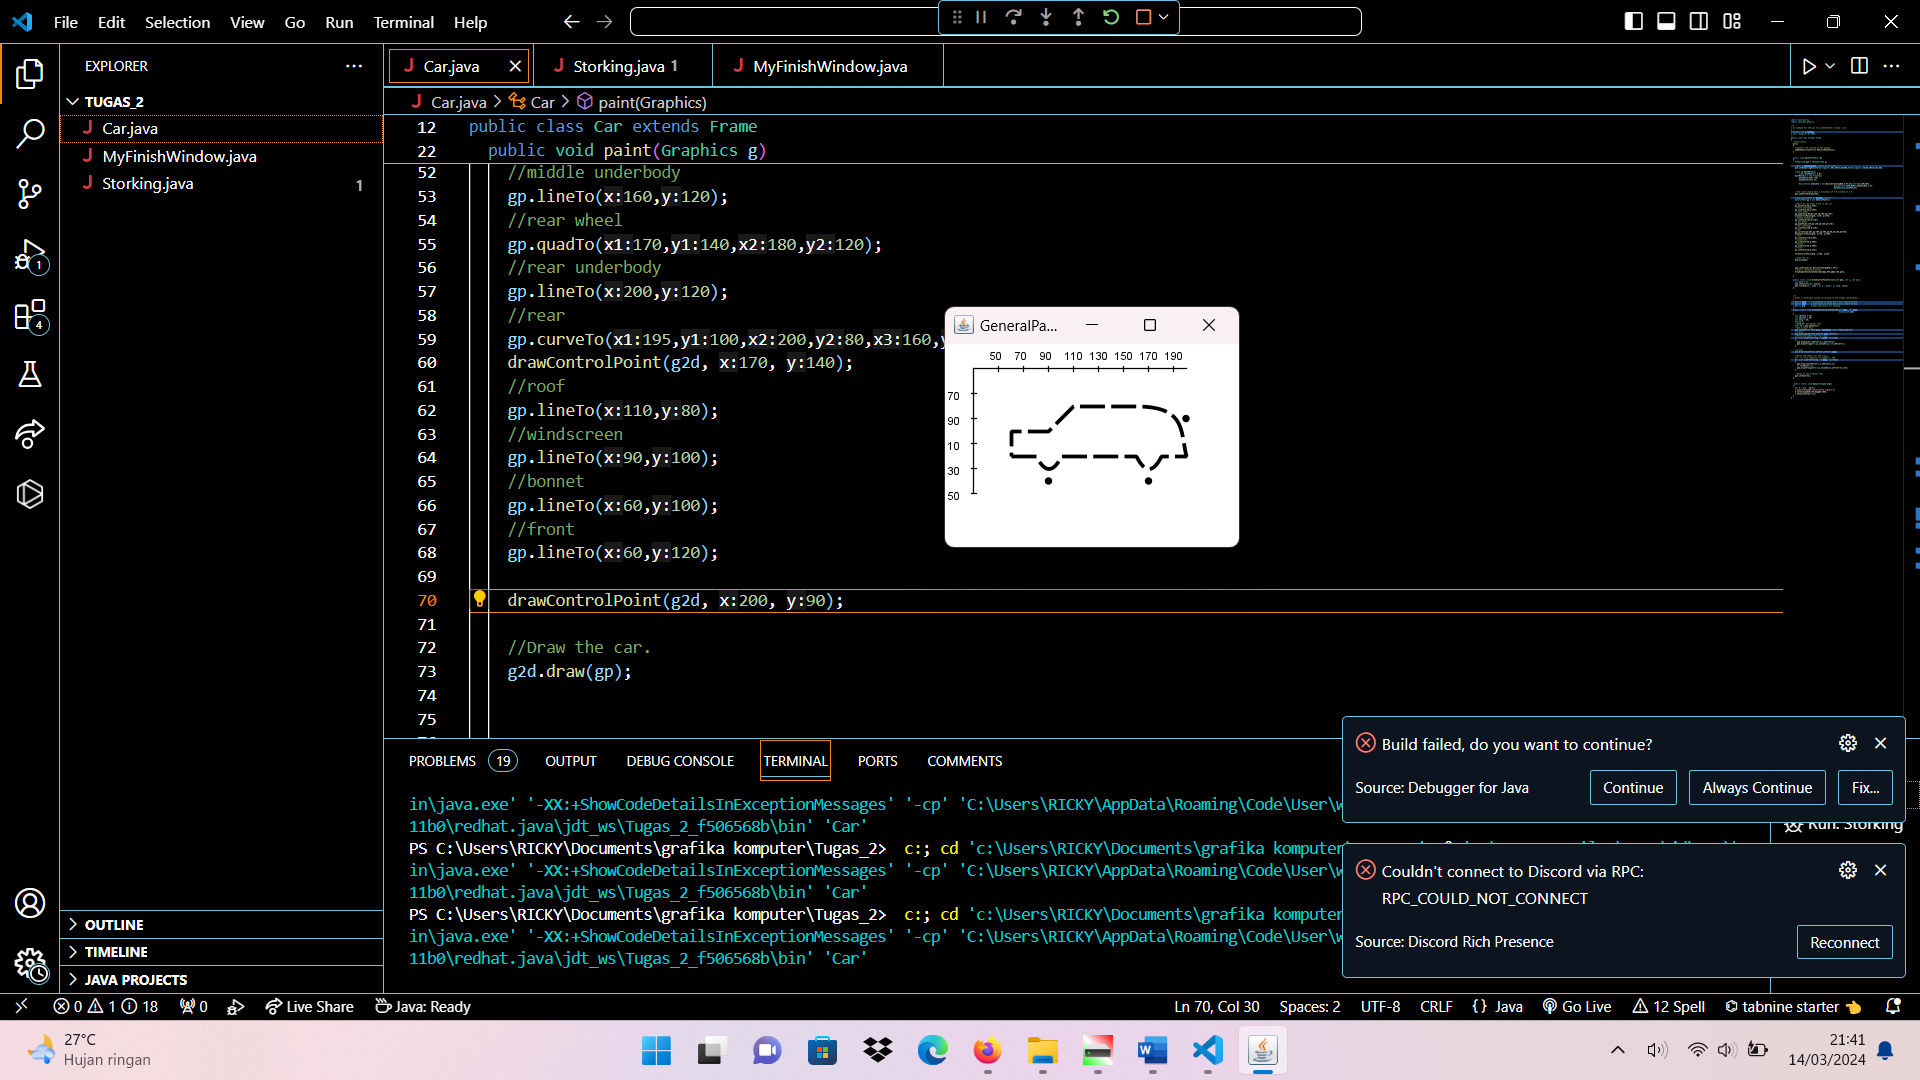 File Edit Selection View Go Run Terminal Help
EXPLORER
TUGAS_2
J Car.java
J MyFinishWindow.java
J Storking.java 1
OUTLINE
TIMELINE
JAVA PROJECTS
J Car.java
J Storking.java 1
J MyFinishWindow.java
J Car.java > Car > paint(Graphics)
12 public class Car extends Frame
22 public void paint(Graphics g)
52 //middle underbody
53 gp.lineTo(x:160,y:120);
54 //rear wheel
55 gp.quadTo(x1:170,y1:140,x2:180,y2:120);
56 //rear underbody
57 gp.lineTo(x:200,y:120);
58 //rear
59 gp.curveTo(x1:195,y1:100,x2:200,y2:80,x3:160,
60 drawControlPoint(g2d, x:170, y:140);
61 //roof
62 gp.lineTo(x:110,y:80);
63 //windscreen
64 gp.lineTo(x:90,y:100);
65 //bonnet
66 gp.lineTo(x:60,y:100);
67 //front
68 gp.lineTo(x:60,y:120);
69
70 drawControlPoint(g2d, x:200, y:90);
71
72 //Draw the car.
73 g2d.draw(gp);
74
75
GeneralPa...
50 70 90 110 130 150 170 190
70
90
10
30
50
PROBLEMS 19 OUTPUT DEBUG CONSOLE TERMINAL PORTS COMMENTS
in\java.exe' '-XX:+ShowCodeDetailsInExceptionMessages' '-cp' 'C:\Users\RICKY\AppData\Roaming\Code\User\w
11b0\redhat.java\jdt_ws\Tugas_2_f506568b\bin' 'Car'
PS C:\Users\RICKY\Documents\grafika komputer\Tugas_2> c:; cd 'c:\Users\RICKY\Documents\grafika komputer
in\java.exe' '-XX:+ShowCodeDetailsInExceptionMessages' '-cp' 'C:\Users\RICKY\AppData\Roaming\Code\User\w
11b0\redhat.java\jdt_ws\Tugas_2_f506568b\bin' 'Car'
PS C:\Users\RICKY\Documents\grafika komputer\Tugas_2> c:; cd 'c:\Users\RICKY\Documents\grafika komputer
in\java.exe' '-XX:+ShowCodeDetailsInExceptionMessages' '-cp' 'C:\Users\RICKY\AppData\Roaming\Code\User\w
11b0\redhat.java\jdt_ws\Tugas_2_f506568b\bin' 'Car'
Build failed, do you want to continue?
Source: Debugger for Java
Continue Always Continue Fix...
Run: Storking
Couldn't connect to Discord via RPC:
RPC_COULD_NOT_CONNECT
Source: Discord Rich Presence
Reconnect
1
4
0 1 18 0 Live Share Java: Ready
Ln 70, Col 30 Spaces: 2 UTF-8 CRLF {} Java Go Live 12 Spell tabnine starter
27°C
Hujan ringan
21:41
14/03/2024